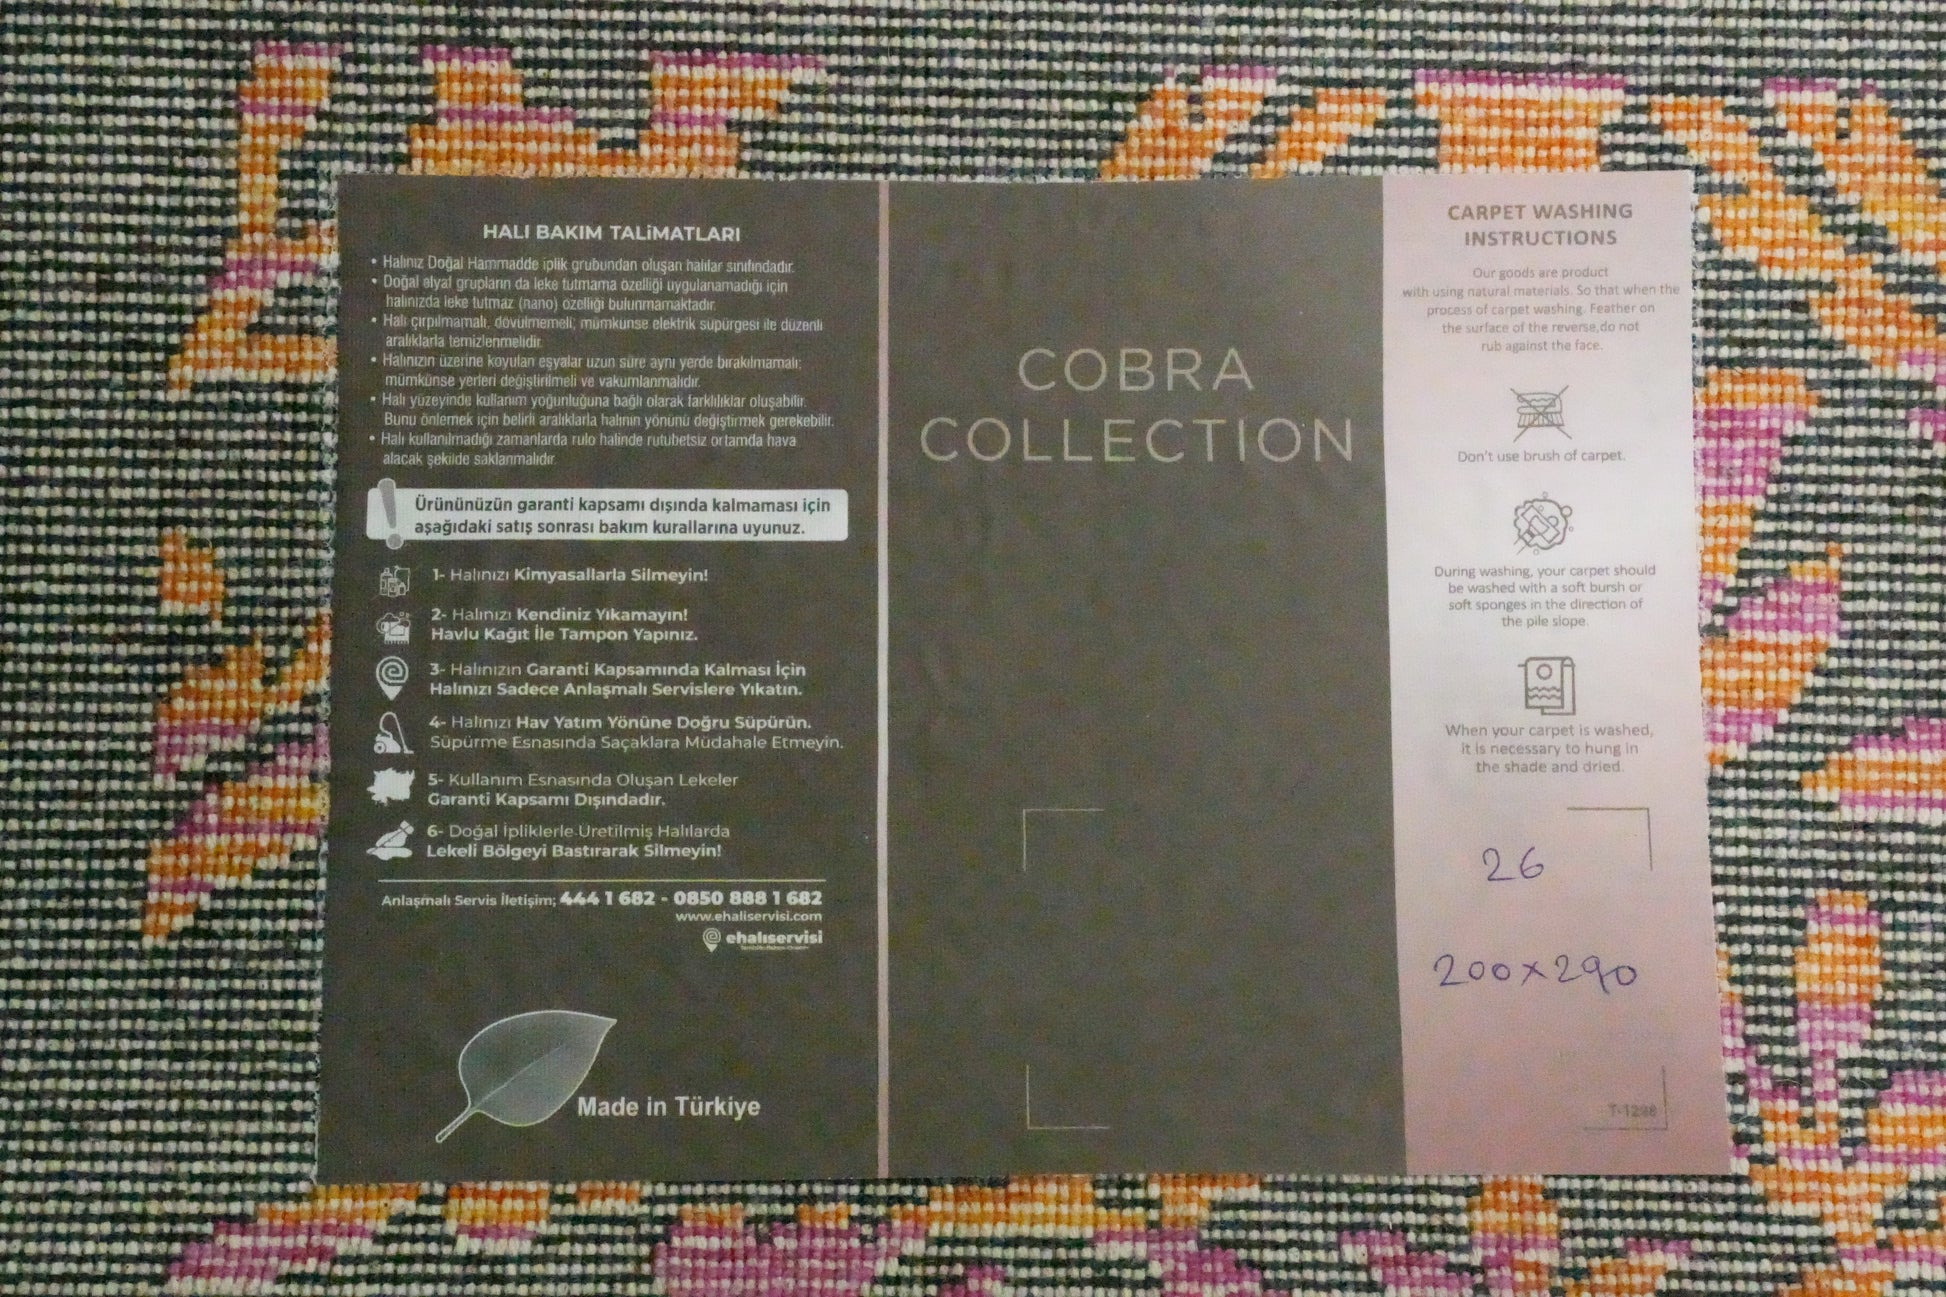 HALI BAKIM TALİMATLARI
• Halınız Doğal Hammadde iplik grubundan oluşan halılar sınıfındadır.
• Doğal elyaf grupların da leke tutmama özelliği uygulanamadığı için
halınızda leke tutmaz (nano) özelliği bulunmamaktadır.
• Halı çırpılmamalı, dövülmemeli; mümkünse elektrik süpürgesi ile düzenli
aralıklarla temizlenmelidir.
• Halınızın üzerine koyulan eşyalar uzun süre aynı yerde bırakılmamalı;
mümkünse yerleri değiştirilmeli ve vakumlanmalıdır.
• Halı yüzeyinde kullanım yoğunluğuna bağlı olarak farklılıklar oluşabilir.
Bunu önlemek için belirli aralıklarla halının yönünü değiştirmek gerekebilir.
• Halı kullanılmadığı zamanlarda rulo halinde rutubetsiz ortamda hava
alacak şekilde saklanmalıdır.
Ürününüzün garanti kapsamı dışında kalmaması için
aşağıdaki satış sonrası bakım kurallarına uyunuz.
1- Halınızı Kimyasallarla Silmeyin!
2- Halınızı Kendiniz Yıkamayın!
Havlu Kağıt İle Tampon Yapınız.
3- Halınızın Garanti Kapsamında Kalması İçin
Halınızı Sadece Anlaşmalı Servislere Yıkatın.
4- Halınızı Hav Yatım Yönüne Doğru Süpürün.
Süpürme Esnasında Saçaklara Müdahale Etmeyin.
5- Kullanım Esnasında Oluşan Lekeler
Garanti Kapsamı Dışındadır.
6- Doğal İpliklerle Üretilmiş Halılarda
Lekeli Bölgeyi Bastırarak Silmeyin!
Anlaşmalı Servis İletişim; 444 1 682 - 0850 888 1 682
www.ehaliservisi.com
ehalıservisi
Made in Türkiye
COBRA
COLLECTION
CARPET WASHING
INSTRUCTIONS
Our goods are product
with using natural materials. So that when the
process of carpet washing. Feather on
the surface of the reverse,do not
rub against the face.
Don't use brush of carpet.
During washing, your carpet should
be washed with a soft bursh or
soft sponges in the direction of
the pile slope.
When your carpet is washed,
it is necessary to hung in
the shade and dried.
26
200x290